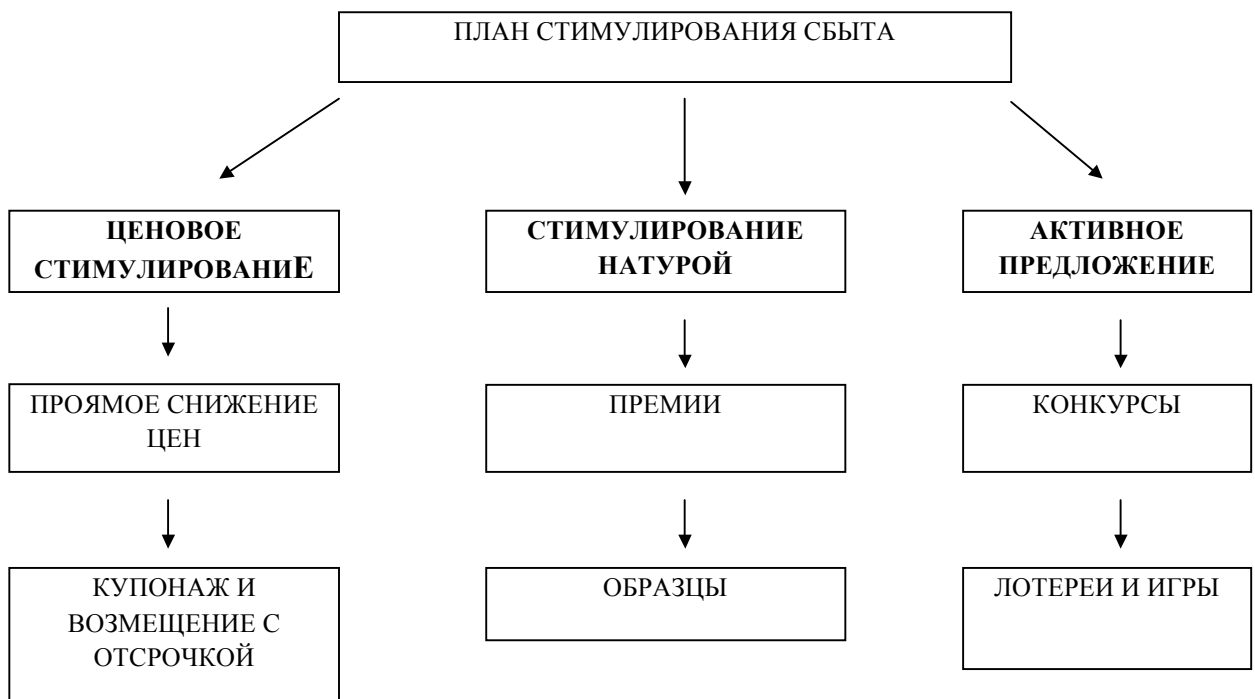 ПЛАН СТИМУЛИРОВАНИЯ СБЫТА
ЦЕНОВОЕ
СТИМУЛИРОВАНИЕ
СТИМУЛИРОВАНИЕ
НАТУРОЙ
АКТИВНОЕ
ПРЕДЛОЖЕНИЕ
ПРОЯМОЕ СНИЖЕНИЕ
ЦЕН
ПРЕМИИ
КОНКУРСЫ
КУПОНАЖ И
ВОЗМЕЩЕНИЕ С
ОТСРОЧКОЙ
ОБРАЗЦЫ
ЛОТЕРЕИ И ИГРЫ